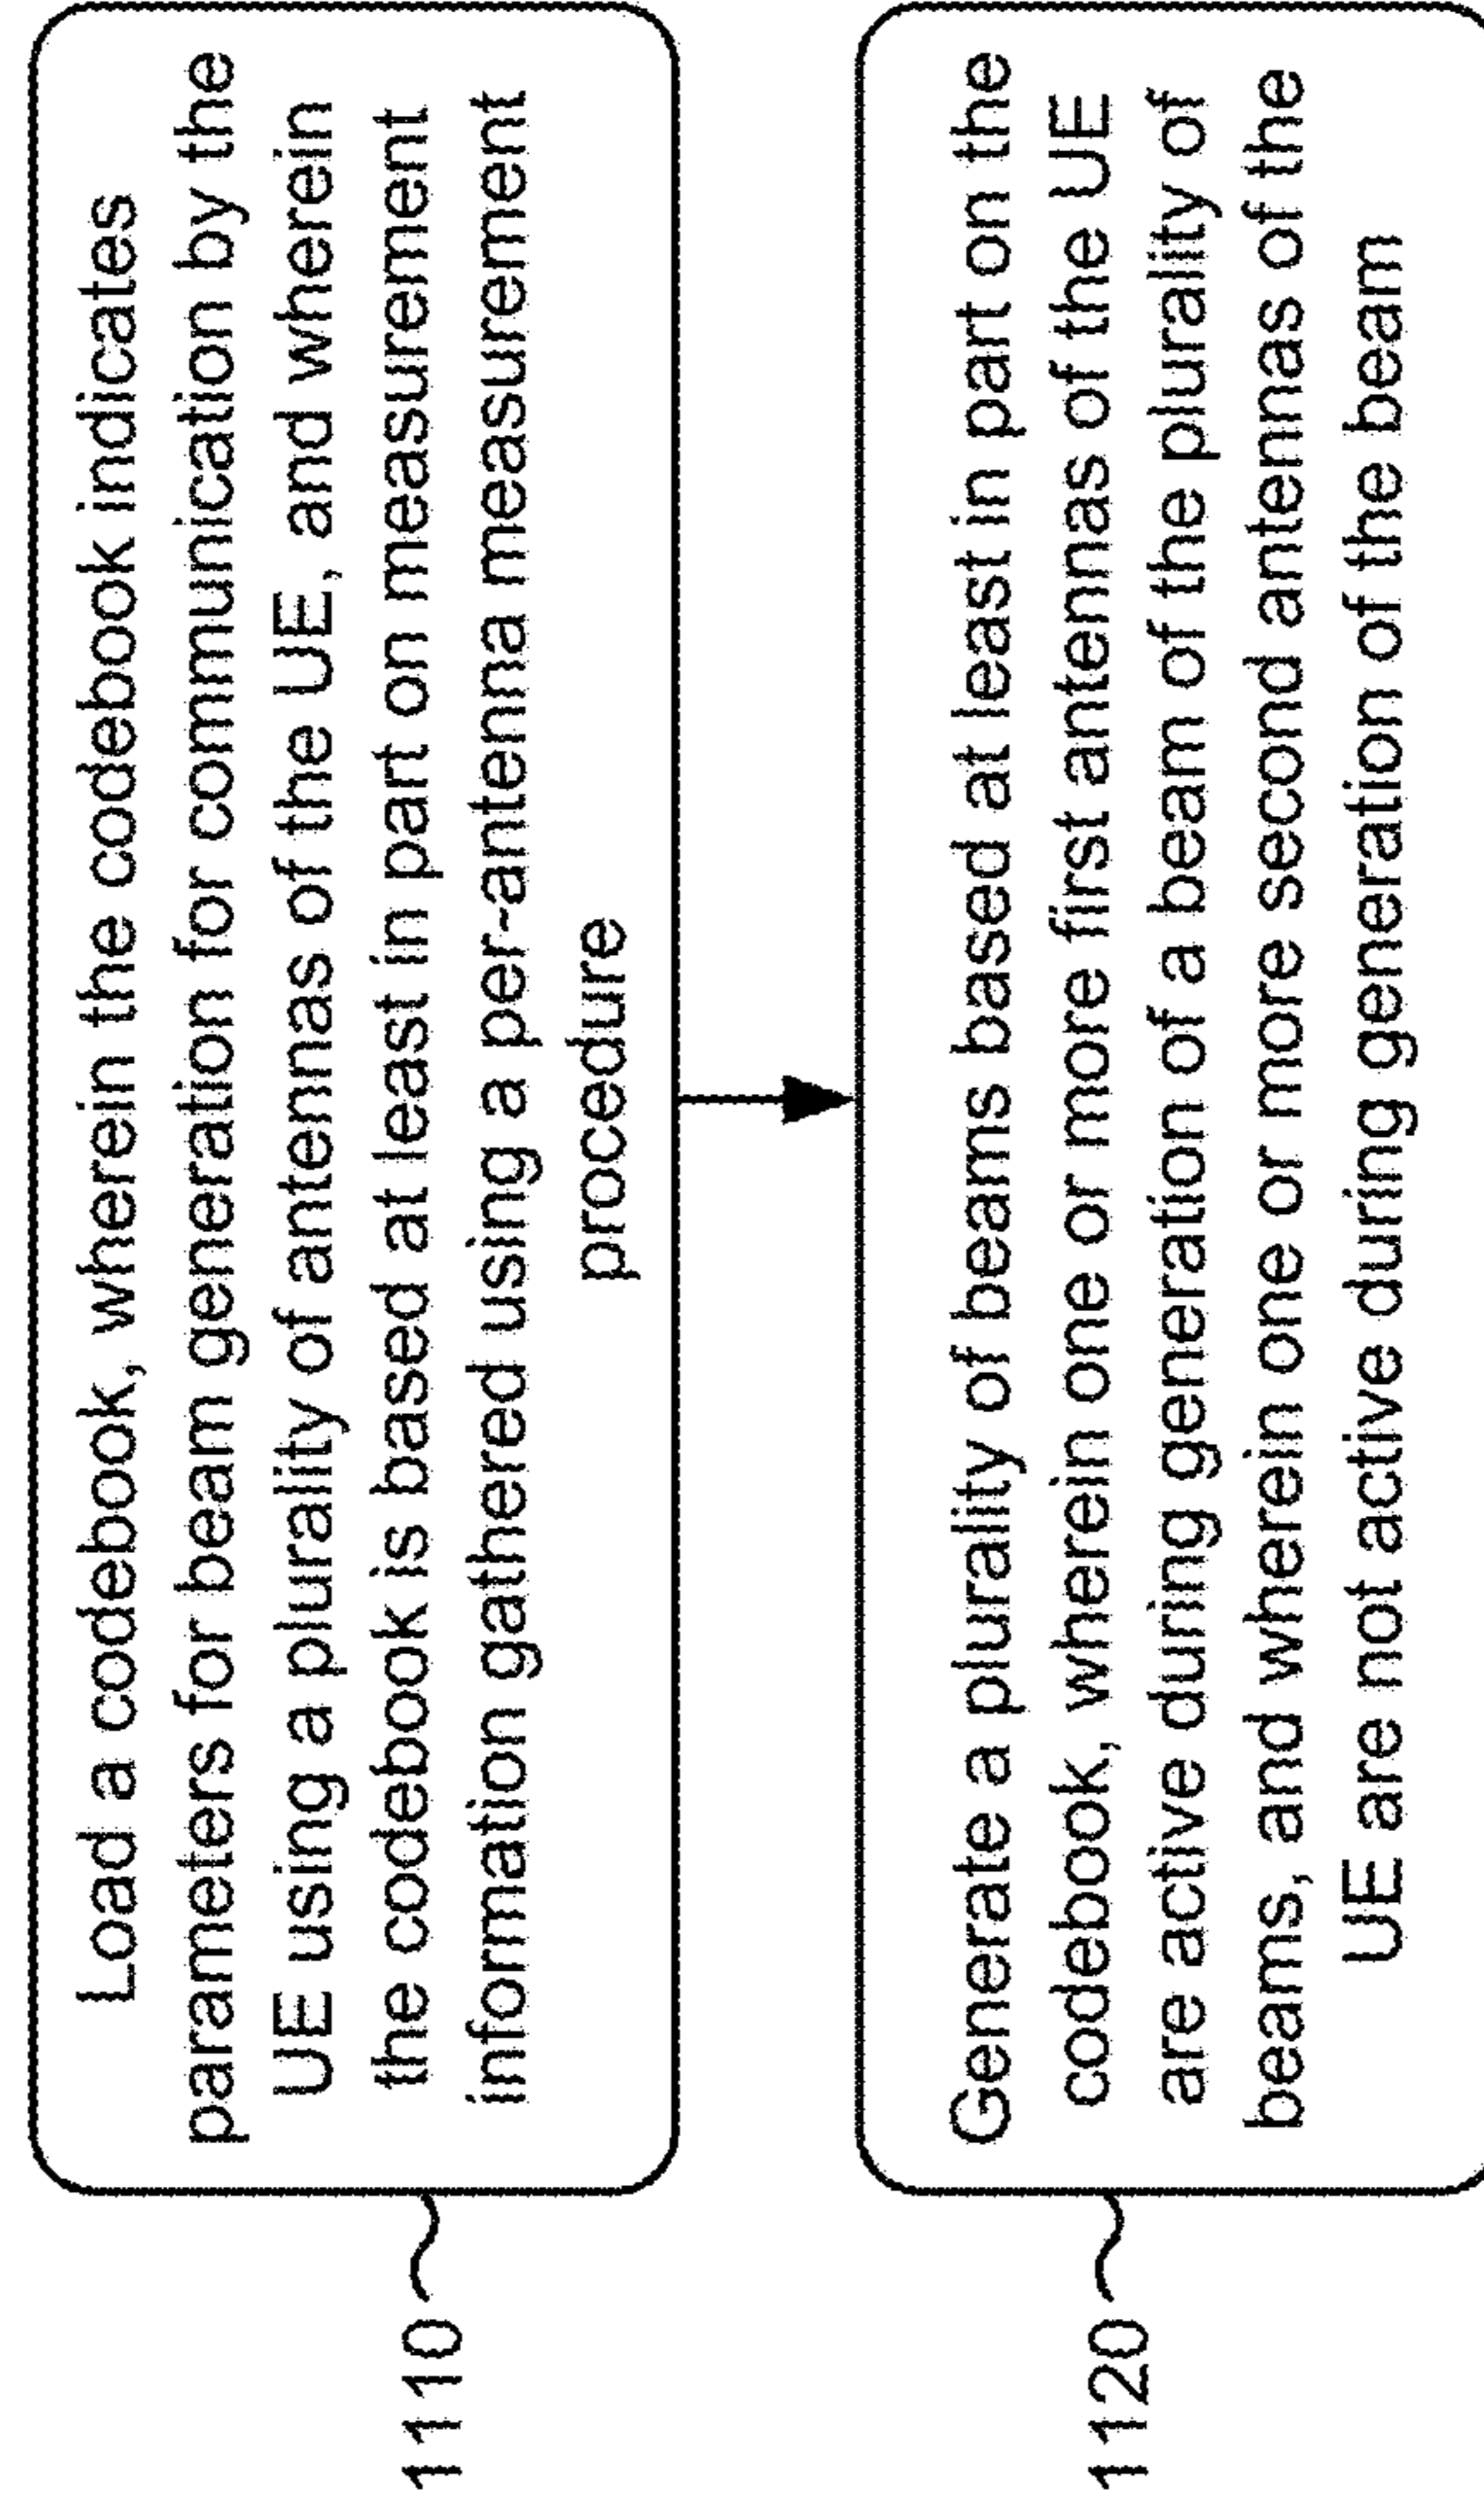 Load a codebook, wherein the codebook indicates
parameters for beam generation for communication by the
UE using a plurality of antennas of the UE, and wherein
the codebook is based at least in part on measurement
information gathered using a per-antenna measurement
procedure
1110
Generate a plurality of beams based at least in part on the
codebook, wherein one or more first antennas of the UE
are active during generation of a beam of the plurality of
beams, and wherein one or more second antennas of the
UE are not active during generation of the beam
1120